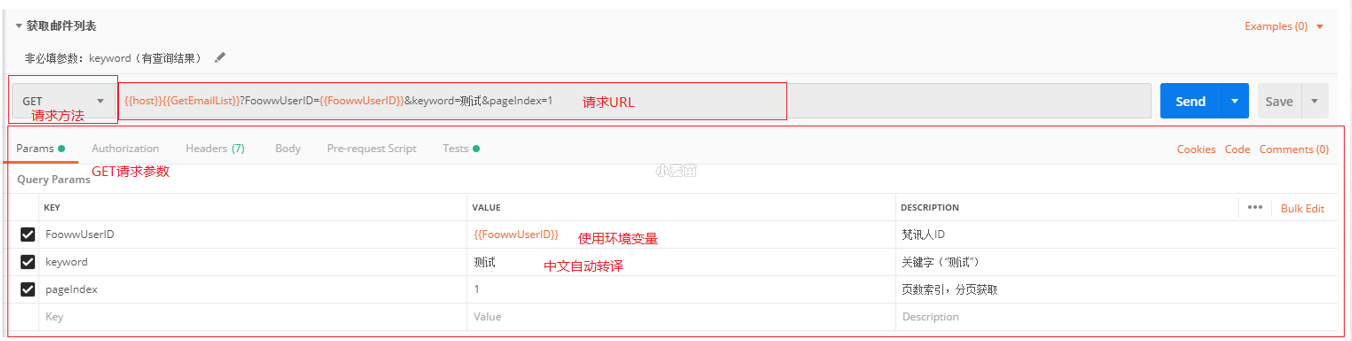 获取邮件列表
Examples (0)
非必填参数：keyword（有查询结果）
GET
{{host}}{{GetEmailList}}?FoowwUserID={{FoowwUserID}}&keyword=测试&pageIndex=1
请求URL
Send
Save
请求方法
Params
Authorization
Headers (7)
Body
Pre-request Script
Tests
Cookies Code Comments (0)
GET请求参数
Query Params
KEY VALUE DESCRIPTION ••• Bulk Edit
FoowwUserID {{FoowwUserID}} 使用环境变量 梵讯人ID
keyword 测试 中文自动转译 关键字（“测试”）
pageIndex 1 页数索引，分页获取
Key Value Description